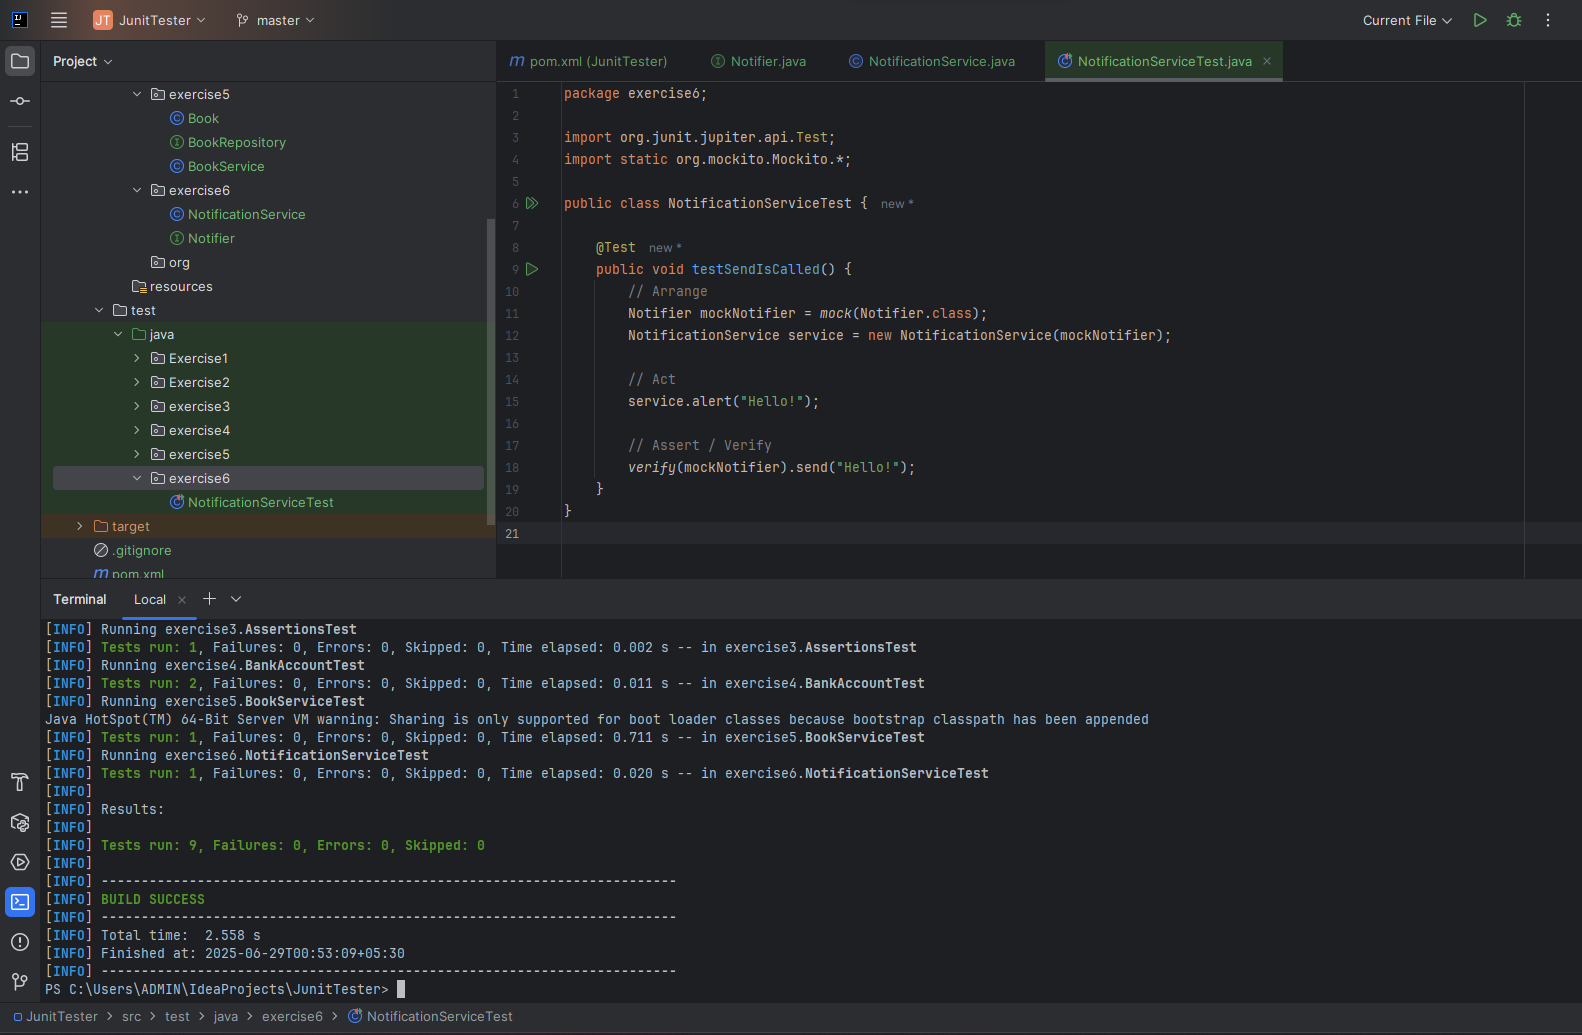 JT JunitTester master Current File
Project
exercise5
Book
BookRepository
BookService
exercise6
NotificationService
Notifier
org
resources
test
java
Exercise1
Exercise2
exercise3
exercise4
exercise5
exercise6
NotificationServiceTest
target
.gitignore
m pom.xml
m pom.xml (JunitTester) Notifier.java NotificationService.java NotificationServiceTest.java
1 package exercise6;
2
3 import org.junit.jupiter.api.Test;
4 import static org.mockito.Mockito.*;
5
6 public class NotificationServiceTest { new *
7
8 @Test new *
9 public void testSendIsCalled() {
10 // Arrange
11 Notifier mockNotifier = mock(Notifier.class);
12 NotificationService service = new NotificationService(mockNotifier);
13
14 // Act
15 service.alert("Hello!");
16
17 // Assert / Verify
18 verify(mockNotifier).send("Hello!");
19 }
20 }
21
Terminal Local
[INFO] Running exercise3.AssertionsTest
[INFO] Tests run: 1, Failures: 0, Errors: 0, Skipped: 0, Time elapsed: 0.002 s -- in exercise3.AssertionsTest
[INFO] Running exercise4.BankAccountTest
[INFO] Tests run: 2, Failures: 0, Errors: 0, Skipped: 0, Time elapsed: 0.011 s -- in exercise4.BankAccountTest
[INFO] Running exercise5.BookServiceTest
Java HotSpot(TM) 64-Bit Server VM warning: Sharing is only supported for boot loader classes because bootstrap classpath has been appended
[INFO] Tests run: 1, Failures: 0, Errors: 0, Skipped: 0, Time elapsed: 0.711 s -- in exercise5.BookServiceTest
[INFO] Running exercise6.NotificationServiceTest
[INFO] Tests run: 1, Failures: 0, Errors: 0, Skipped: 0, Time elapsed: 0.020 s -- in exercise6.NotificationServiceTest
[INFO]
[INFO] Results:
[INFO]
[INFO] Tests run: 9, Failures: 0, Errors: 0, Skipped: 0
[INFO]
[INFO] ------------------------------------------------------------------------
[INFO] BUILD SUCCESS
[INFO] ------------------------------------------------------------------------
[INFO] Total time:  2.558 s
[INFO] Finished at: 2025-06-29T00:53:09+05:30
[INFO] ------------------------------------------------------------------------
PS C:\Users\ADMIN\IdeaProjects\JunitTester>
JunitTester > src > test > java > exercise6 > NotificationServiceTest